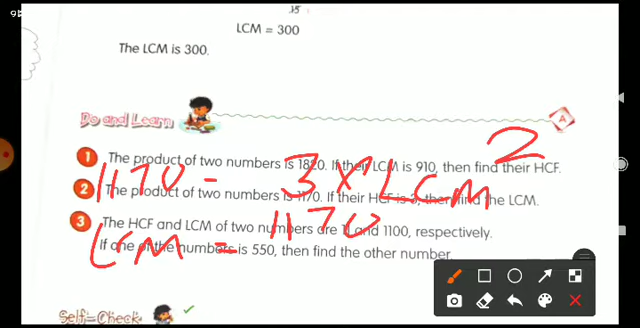 LCM = 300
The LCM is 300.
Do and Learn
A
2
1 The product of two numbers is 1820. If their LCM is 910, then find their HCF.
1170 = 3 × LCM
2 The product of two numbers is 1170. If their HCF is 3, then find the LCM.
3 The HCF and LCM of two numbers are 11 and 1100, respectively.
LCM = 1170
If one of the numbers is 550, then find the other number.
Self-Check